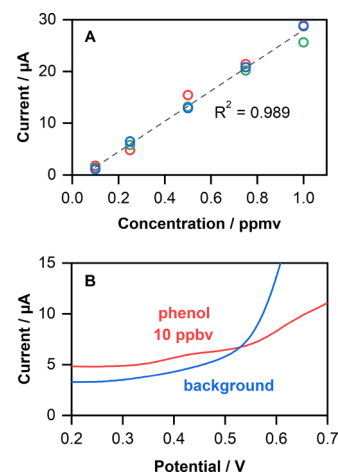 A
30
20
10
0
Current / µA
R² = 0.989
0.0 0.2 0.4 0.6 0.8 1.0
Concentration / ppmv
B
15
10
5
0
Current / µA
phenol
10 ppbv
background
0.2 0.3 0.4 0.5 0.6 0.7
Potential / V